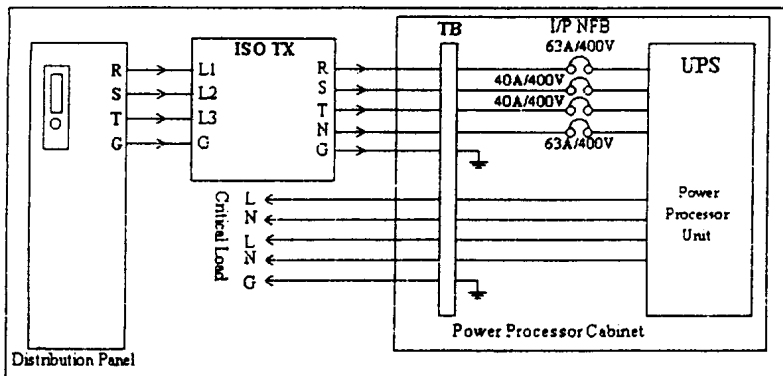 ISO TX
TB
I/P NFB
63A/400V
R
S
T
G
L1
L2
L3
G
R
S
T
N
G
40A/400V
40A/400V
63A/400V
UPS
Power
Processor
Unit
Critical Load
L
N
L
N
G
Power Processor Cabinet
Distribution Panel